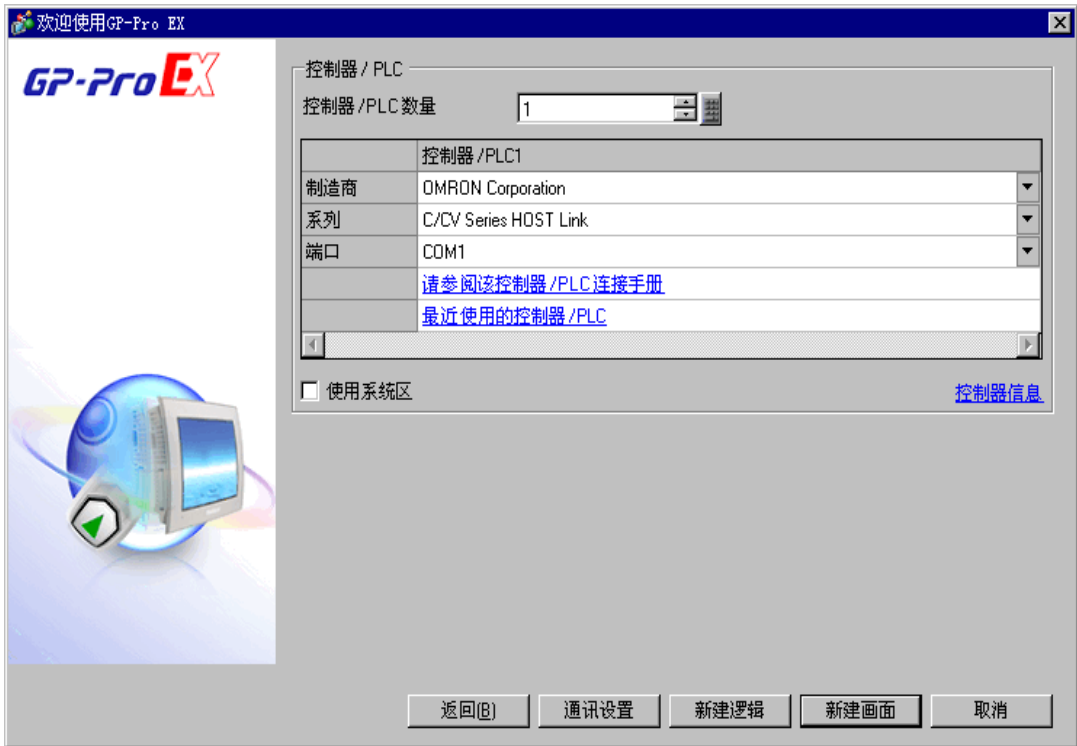 欢迎使用GP-Pro EX
GP-Pro EX
控制器 / PLC
控制器 /PLC 数量 1
控制器 /PLC1
制造商 OMRON Corporation
系列 C/CV Series HOST Link
端口 COM1
请参阅该控制器 /PLC 连接手册
最近使用的控制器 /PLC
使用系统区 控制器信息
返回(B) 通讯设置 新建逻辑 新建画面 取消